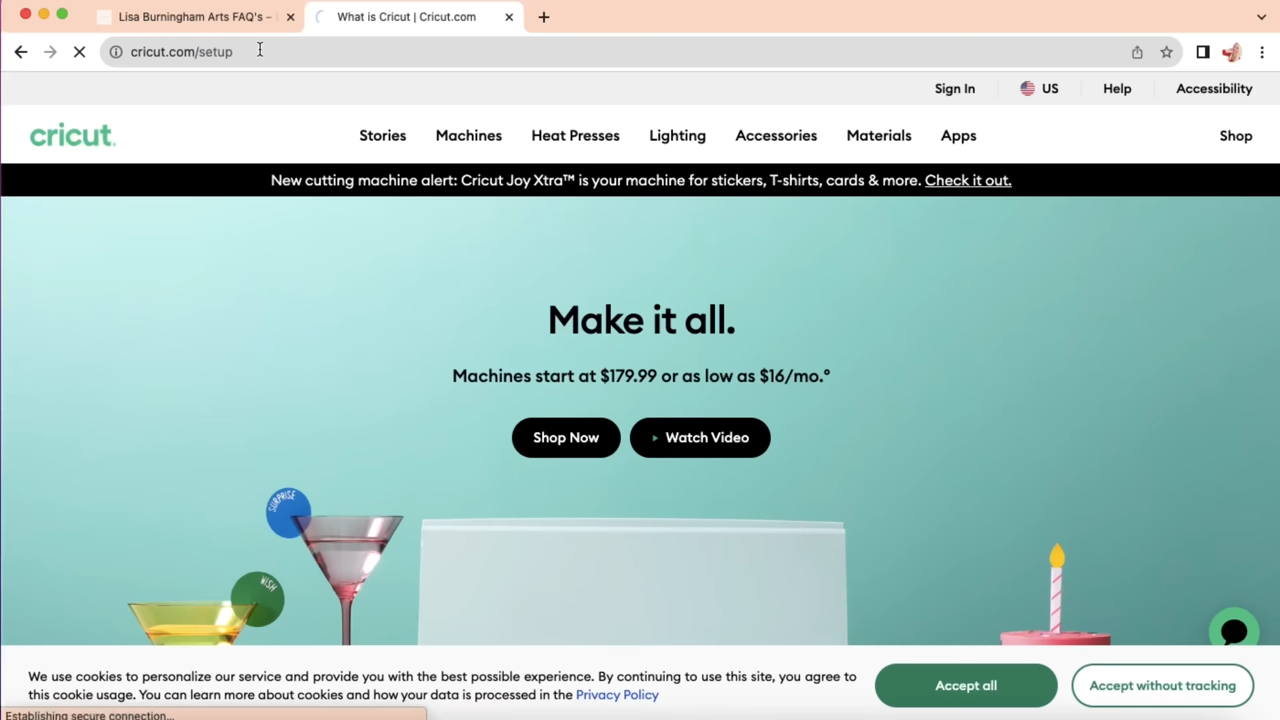 Lisa Burningham Arts FAQ's –
What is Cricut | Cricut.com
cricut.com/setup
Sign In
US
Help
Accessibility
cricut.
Stories
Machines
Heat Presses
Lighting
Accessories
Materials
Apps
Shop
New cutting machine alert: Cricut Joy Xtra™ is your machine for stickers, T-shirts, cards & more. Check it out.
Make it all.
Machines start at $179.99 or as low as $16/mo.°
Shop Now
Watch Video
SURPRISE
WISH
We use cookies to personalize our service and provide you with the best possible experience. By continuing to use this site, you agree to
this cookie usage. You can learn more about cookies and how your data is processed in the Privacy Policy
Accept all
Accept without tracking
Establishing secure connection...